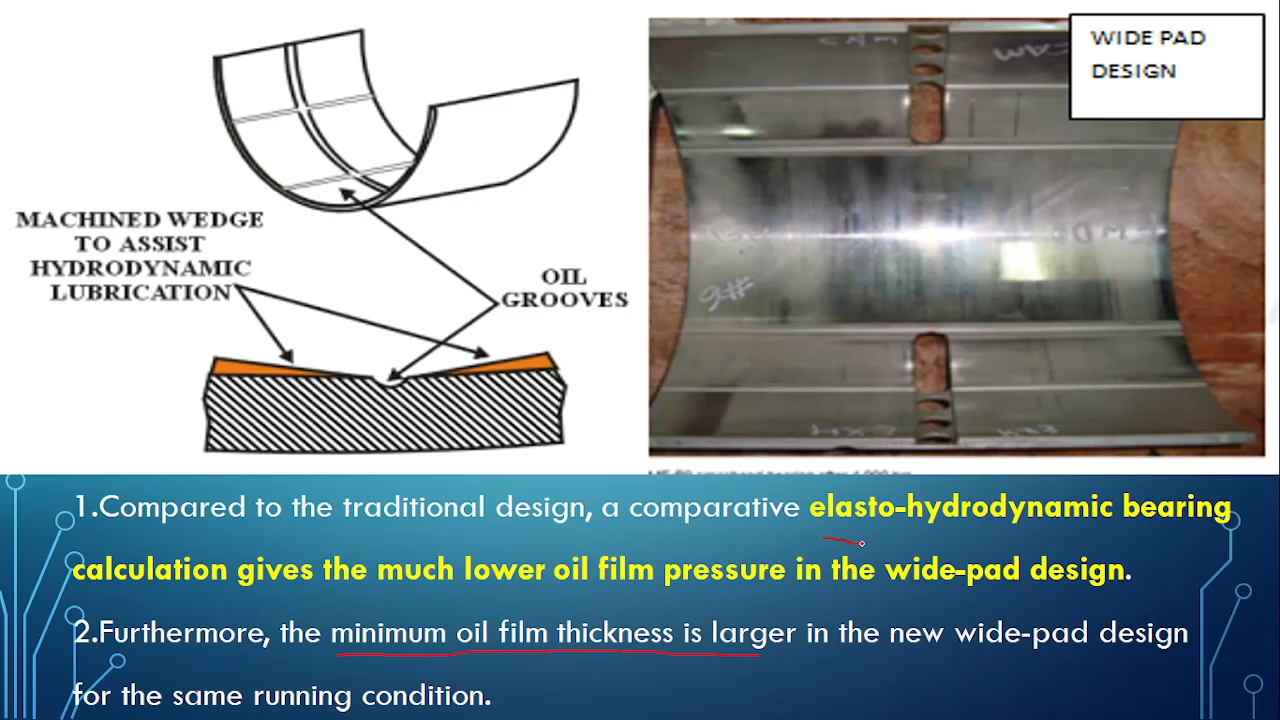 WIDE PAD
DESIGN
MACHINED WEDGE
TO ASSIST
HYDRODYNAMIC
LUBRICATION
OIL
GROOVES
1.Compared to the traditional design, a comparative elasto-hydrodynamic bearing
calculation gives the much lower oil film pressure in the wide-pad design.
2.Furthermore, the minimum oil film thickness is larger in the new wide-pad design
for the same running condition.